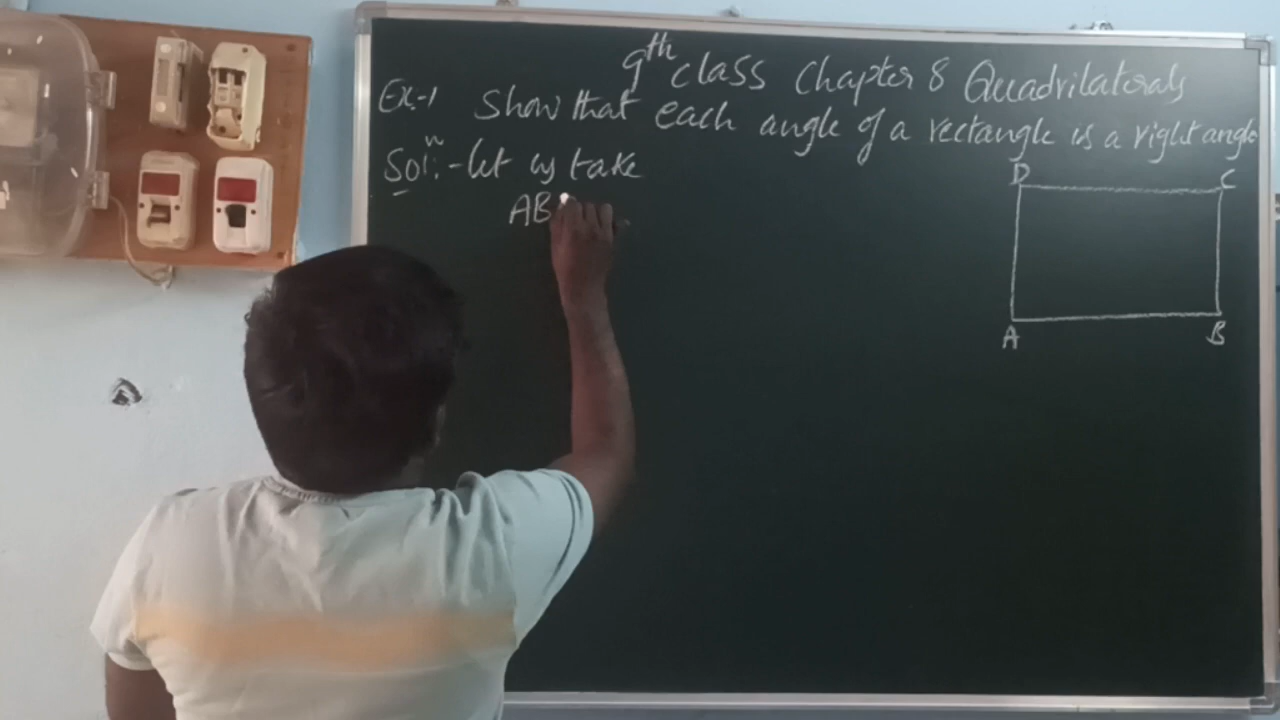 9th class Chapter 8 Quadrilaterals
Ex.-1 Show that each angle of a rectangle is a right angle
Soln:- let us take
D C
AB
A B